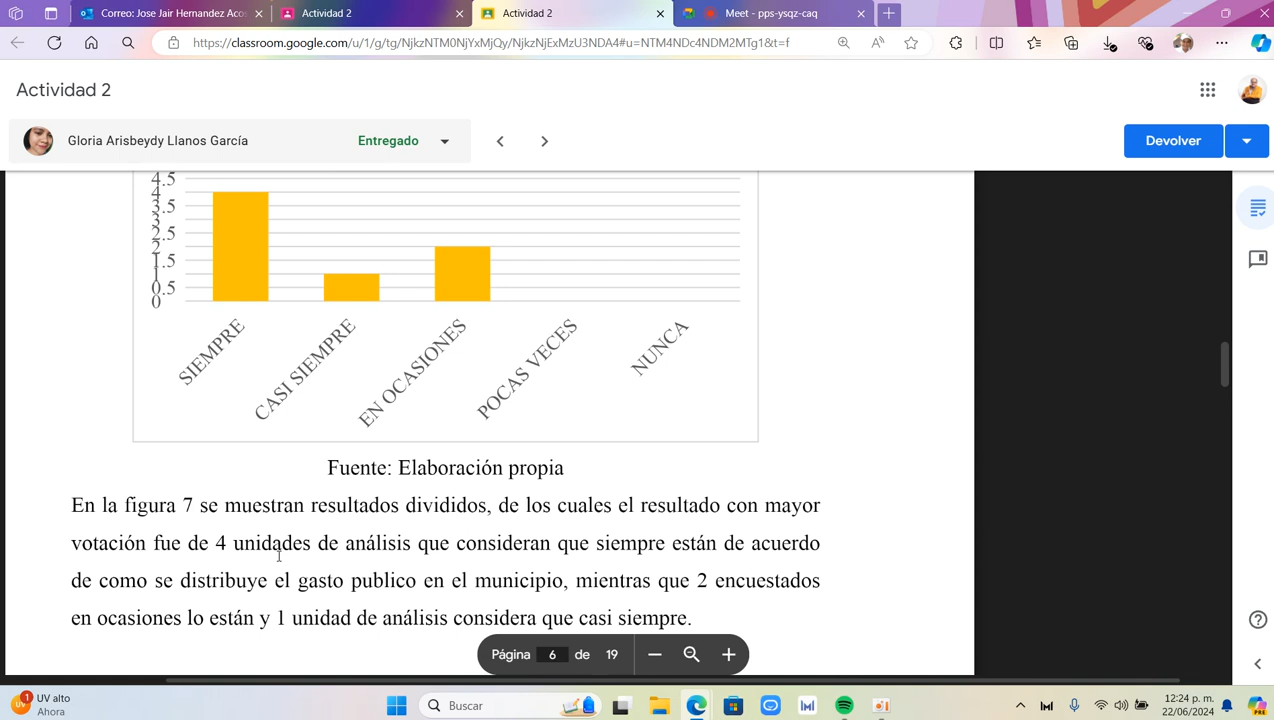 Correo: Jose Jair Hernandez Acos
Actividad 2
Actividad 2
Meet - pps-ysqz-caq
https://classroom.google.com/u/1/g/tg/NjkzNTM0NjYxMjQy/NjkzNjExMzU3NDA4#u=NTM4NDc4NDM2MTg1&t=f
Actividad 2
Gloria Arisbeydy Llanos García
Entregado
Devolver
4.5
4
3.5
3
2.5
2
1.5
1
0.5
0
SIEMPRE
CASI SIEMPRE
EN OCASIONES
POCAS VECES
NUNCA
Fuente: Elaboración propia
En la figura 7 se muestran resultados divididos, de los cuales el resultado con mayor
votación fue de 4 unidades de análisis que consideran que siempre están de acuerdo
de como se distribuye el gasto publico en el municipio, mientras que 2 encuestados
en ocasiones lo están y 1 unidad de análisis considera que casi siempre.
Página 6 de 19
1
UV alto
Ahora
Buscar
12:24 p. m.
22/06/2024